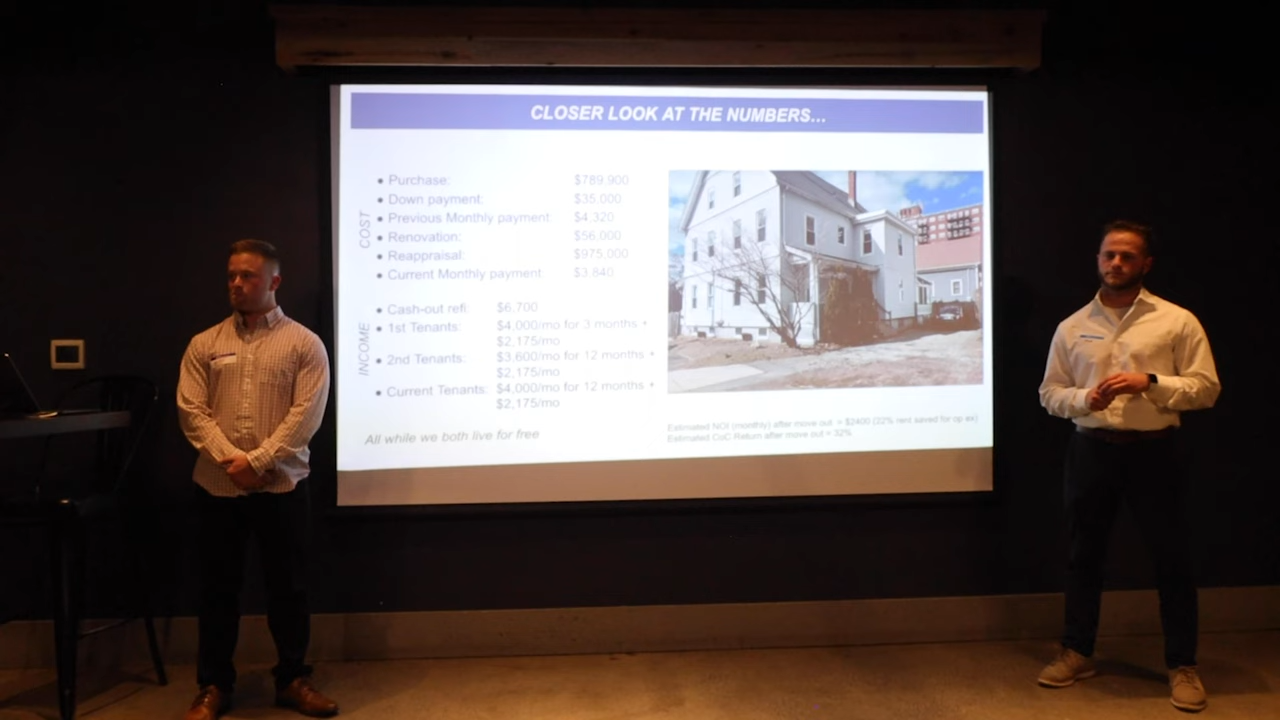 CLOSER LOOK AT THE NUMBERS...
COST
• Purchase: $789,900
• Down payment: $35,000
• Previous Monthly payment: $4,320
• Renovation: $56,000
• Reappraisal: $975,000
• Current Monthly payment: $3,840
INCOME
• Cash-out refi: $6,700
• 1st Tenants: $4,000/mo for 3 months +
$2,175/mo
• 2nd Tenants: $3,600/mo for 12 months +
$2,175/mo
• Current Tenants: $4,000/mo for 12 months +
$2,175/mo
All while we both live for free
Estimated NOI (monthly) after move out = $2400 (22% rent saved for op ex)
Estimated CoC Return after move out = 32%